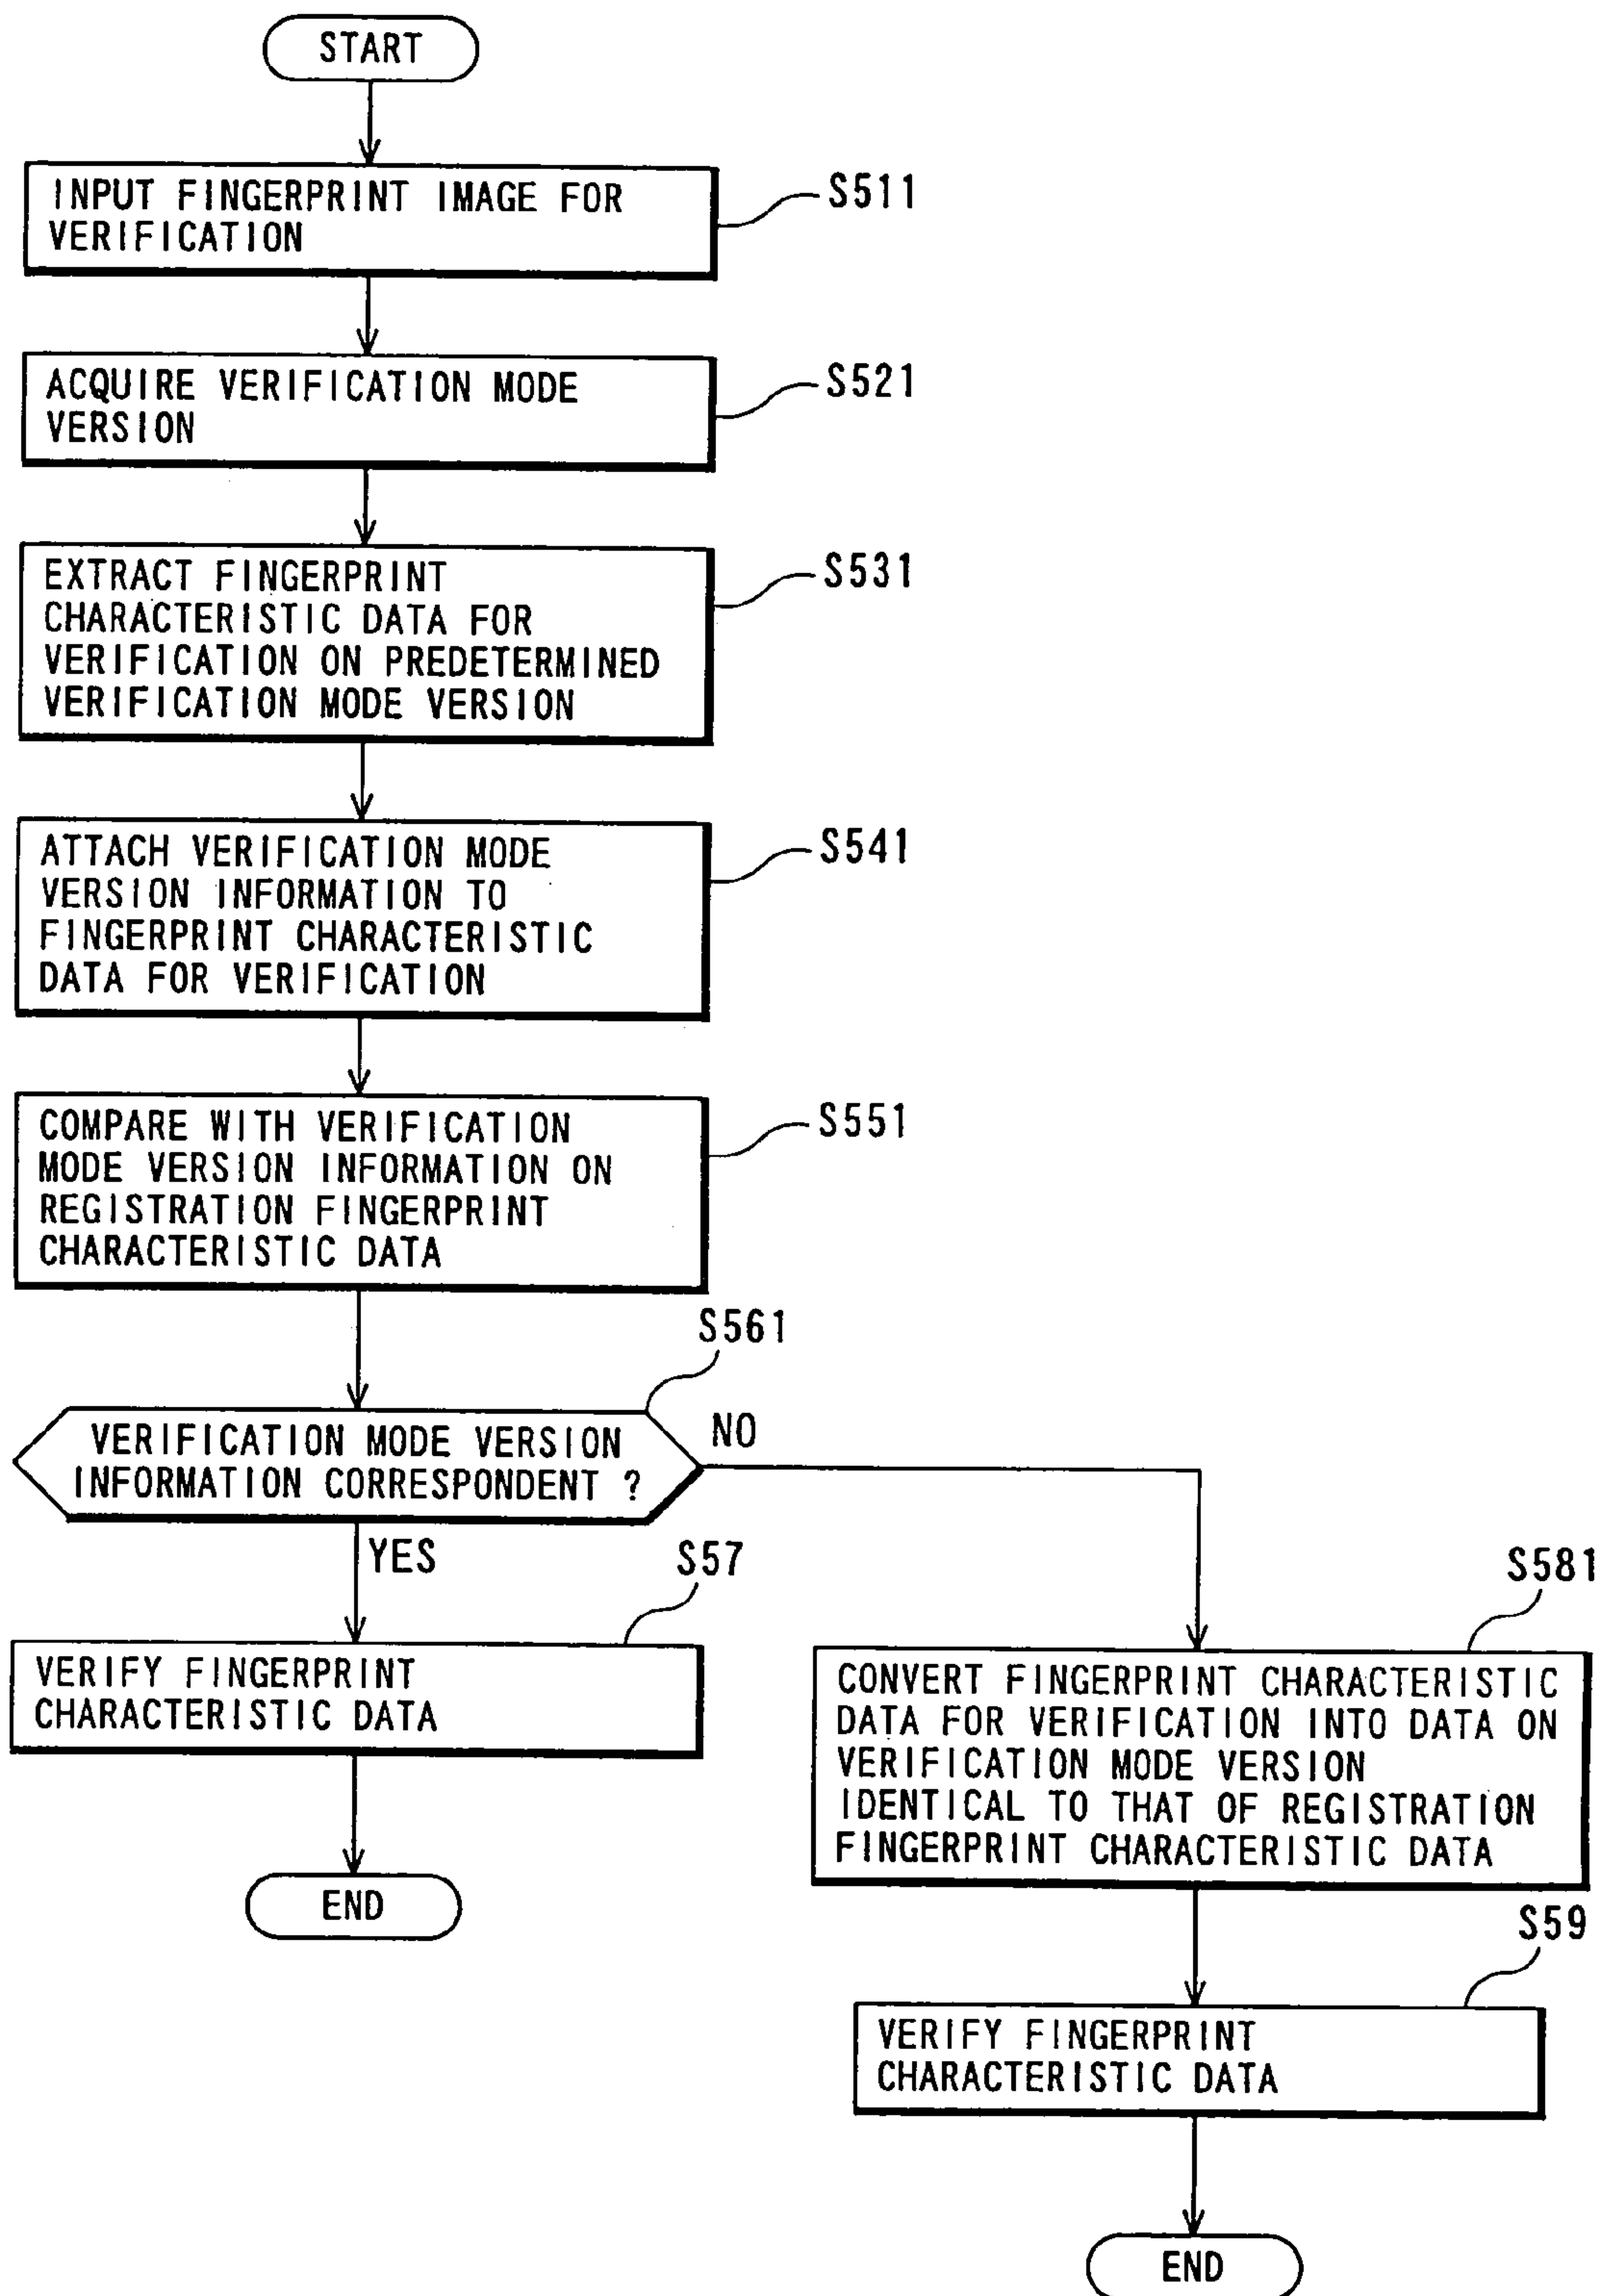 START
INPUT FINGERPRINT IMAGE FOR
VERIFICATION
S511
ACQUIRE VERIFICATION MODE
VERSION
S521
EXTRACT FINGERPRINT
CHARACTERISTIC DATA FOR
VERIFICATION ON PREDETERMINED
VERIFICATION MODE VERSION
S531
ATTACH VERIFICATION MODE
VERSION INFORMATION TO
FINGERPRINT CHARACTERISTIC
DATA FOR VERIFICATION
S541
COMPARE WITH VERIFICATION
MODE VERSION INFORMATION ON
REGISTRATION FINGERPRINT
CHARACTERISTIC DATA
S551
S561
VERIFICATION MODE VERSION
INFORMATION CORRESPONDENT ?
NO
YES
S57
VERIFY FINGERPRINT
CHARACTERISTIC DATA
END
S581
CONVERT FINGERPRINT CHARACTERISTIC
DATA FOR VERIFICATION INTO DATA ON
VERIFICATION MODE VERSION
IDENTICAL TO THAT OF REGISTRATION
FINGERPRINT CHARACTERISTIC DATA
S59
VERIFY FINGERPRINT
CHARACTERISTIC DATA
END